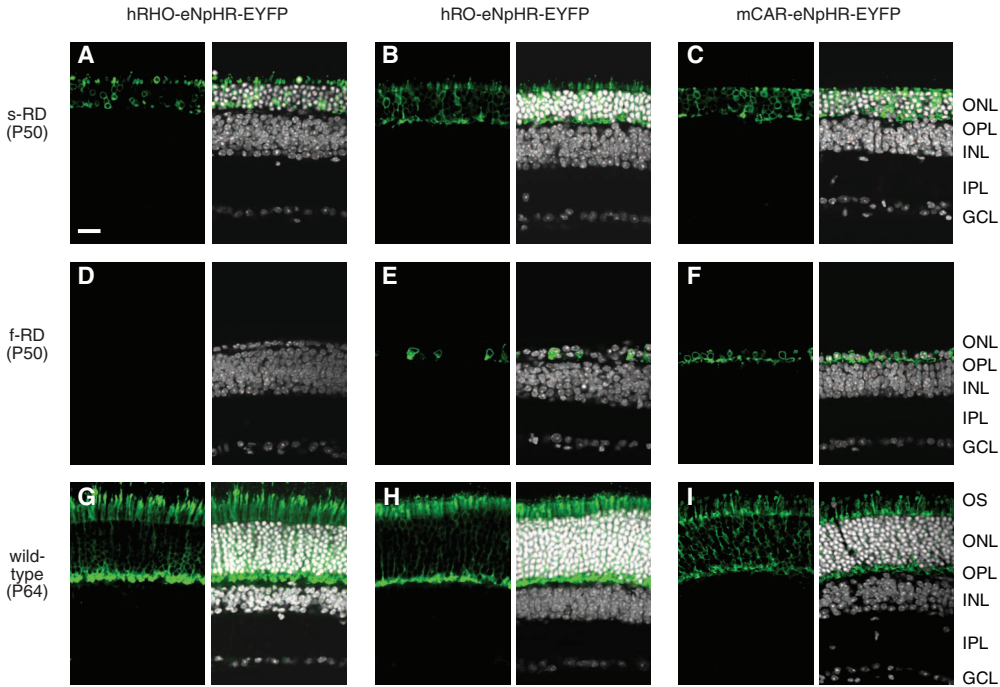 hRHO-eNpHR-EYFP
hRO-eNpHR-EYFP
mCAR-eNpHR-EYFP
s-RD
(P50)
A
B
C
ONL
OPL
INL
IPL
GCL
f-RD
(P50)
D
E
F
ONL
OPL
INL
IPL
GCL
wild-
type
(P64)
G
H
I
OS
ONL
OPL
INL
IPL
GCL